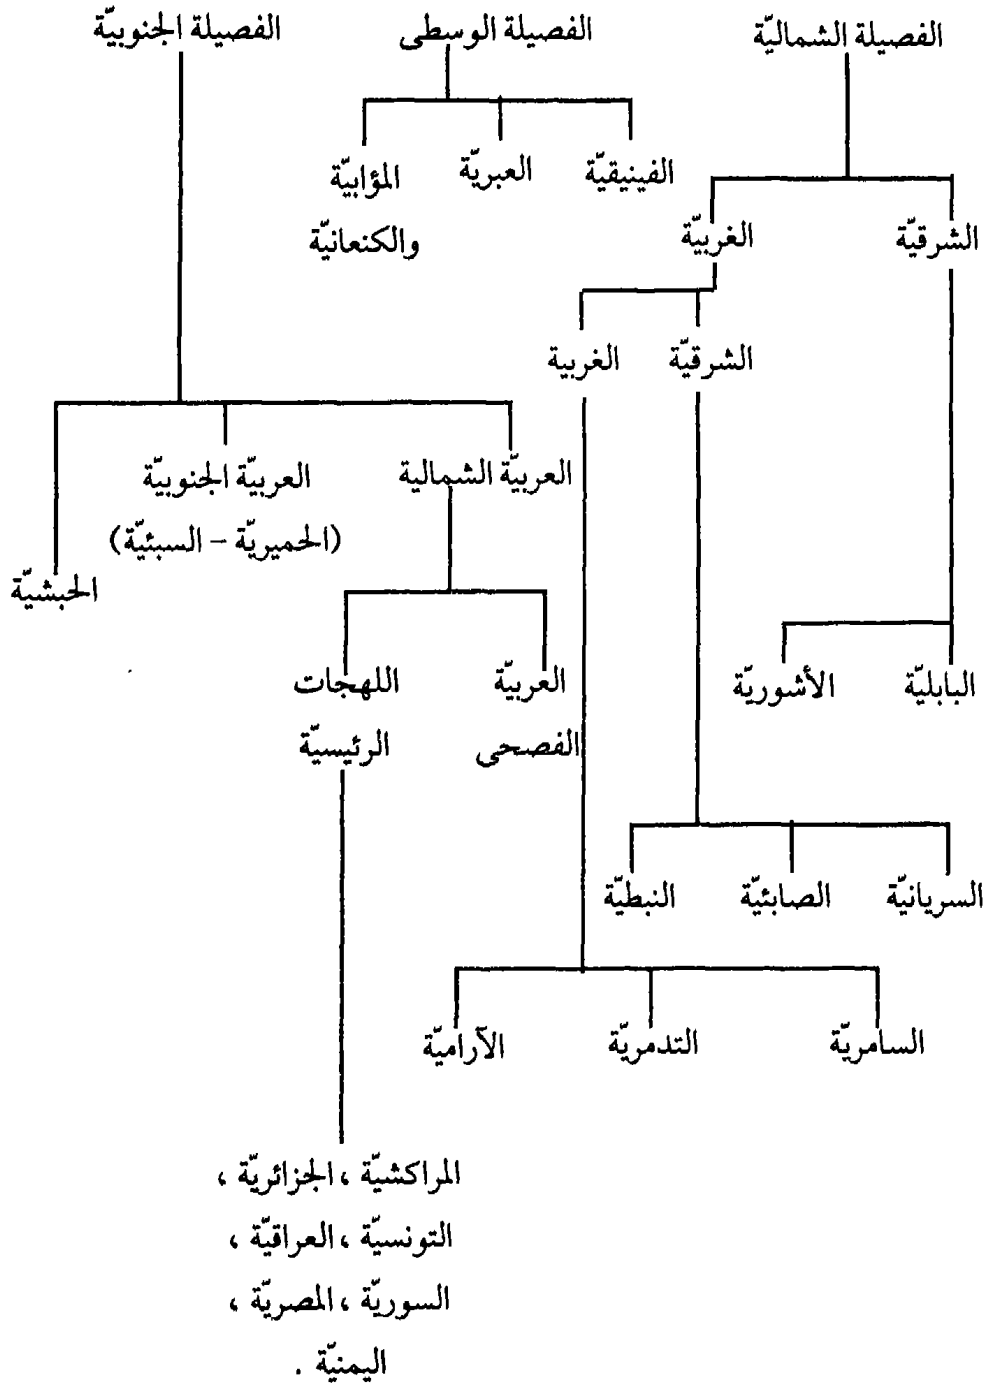 الفصيلة الشماليّة
الفصيلة الوسطى
الفصيلة الجنوبيّة
الفينيقيّة
العبريّة
المؤابيّة
والكنعانيّة
الشرقيّة
الغربيّة
الشرقيّة
الغربية
العربيّة الشمالية
العربيّة الجنوبيّة
(الحميريّة - السبئيّة)
الحبشيّة
البابليّة
الأشوريّة
العربيّة
الفصحى
اللهجات
الرئيسيّة
السريانيّة
الصابئيّة
النبطيّة
السامريّة
التدمريّة
الآراميّة
المراكشيّة ، الجزائريّة ،
التونسيّة ، العراقيّة ،
السوريّة ، المصريّة ،
اليمنيّة .